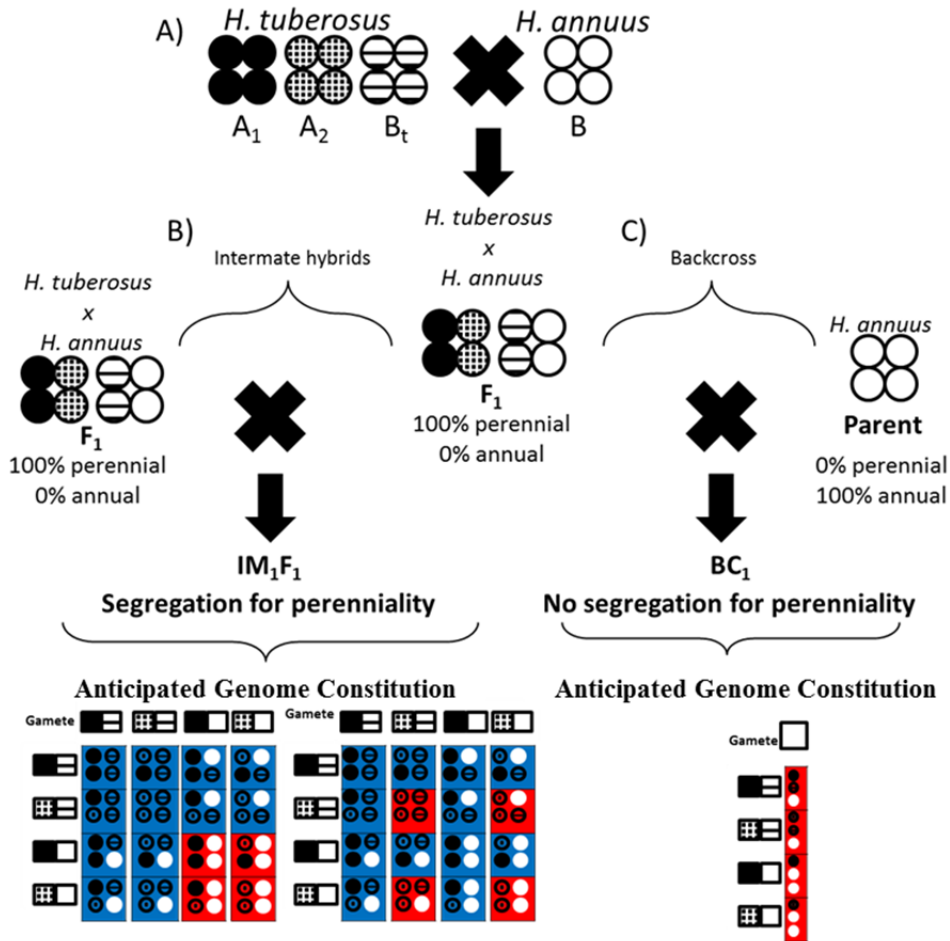 A)
H. tuberosus
H. annuus
A1
A2
Bt
B
B)
Intermate hybrids
H. tuberosus
x
H. annuus
C)
Backcross
H. tuberosus
x
H. annuus
F1
100% perennial
0% annual
F1
100% perennial
0% annual
H. annuus
Parent
0% perennial
100% annual
IM1F1
Segregation for perenniality
BC1
No segregation for perenniality
Anticipated Genome Constitution
Anticipated Genome Constitution
Gamete
Gamete
Gamete